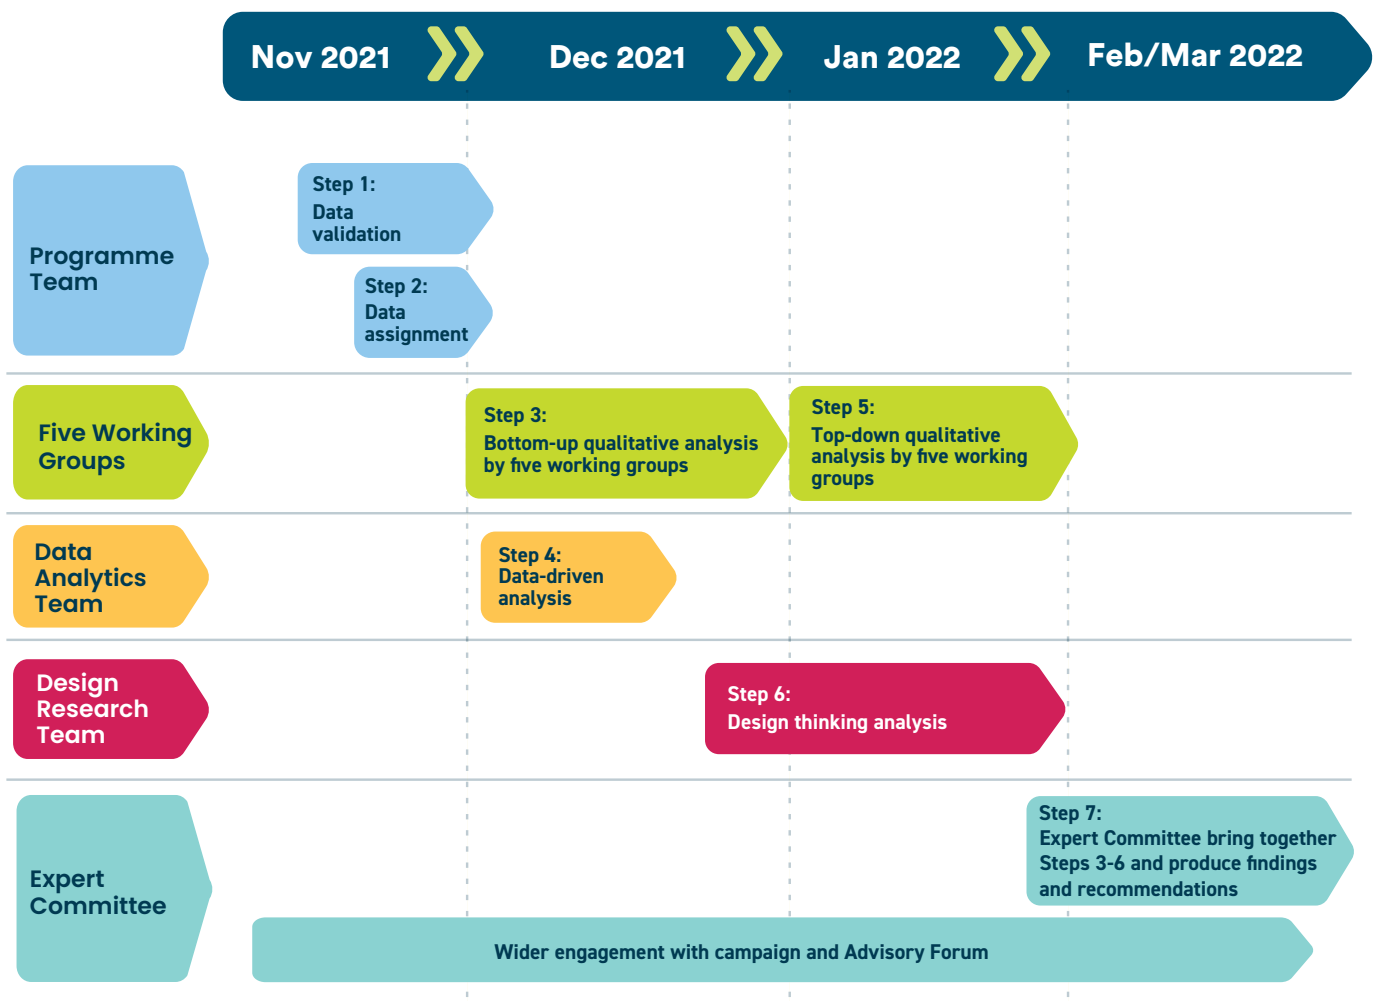 Nov 2021
Dec 2021
Jan 2022
Feb/Mar 2022
Programme
Team
Step 1:
Data
validation
Step 2:
Data
assignment
Five Working
Groups
Step 3:
Bottom-up qualitative analysis
by five working groups
Step 5:
Top-down qualitative
analysis by five working
groups
Data
Analytics
Team
Step 4:
Data-driven
analysis
Design
Research
Team
Step 6:
Design thinking analysis
Expert
Committee
Step 7:
Expert Committee bring together
Steps 3-6 and produce findings
and recommendations
Wider engagement with campaign and Advisory Forum